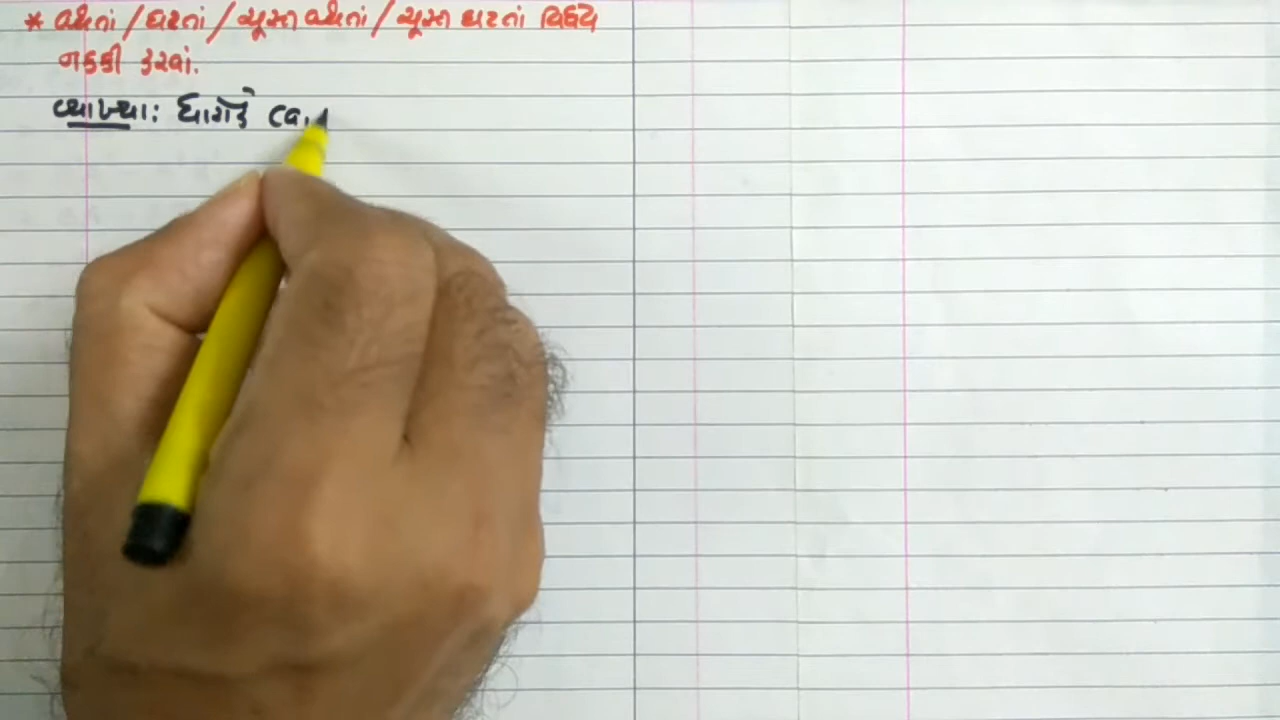 * વધતાં / ઘટતાં / ચુસ્ત વધતાં / ચુસ્ત ઘટતાં વિધેય
નક્કી કરવાં.
વ્યાખ્યા: ધારોકે